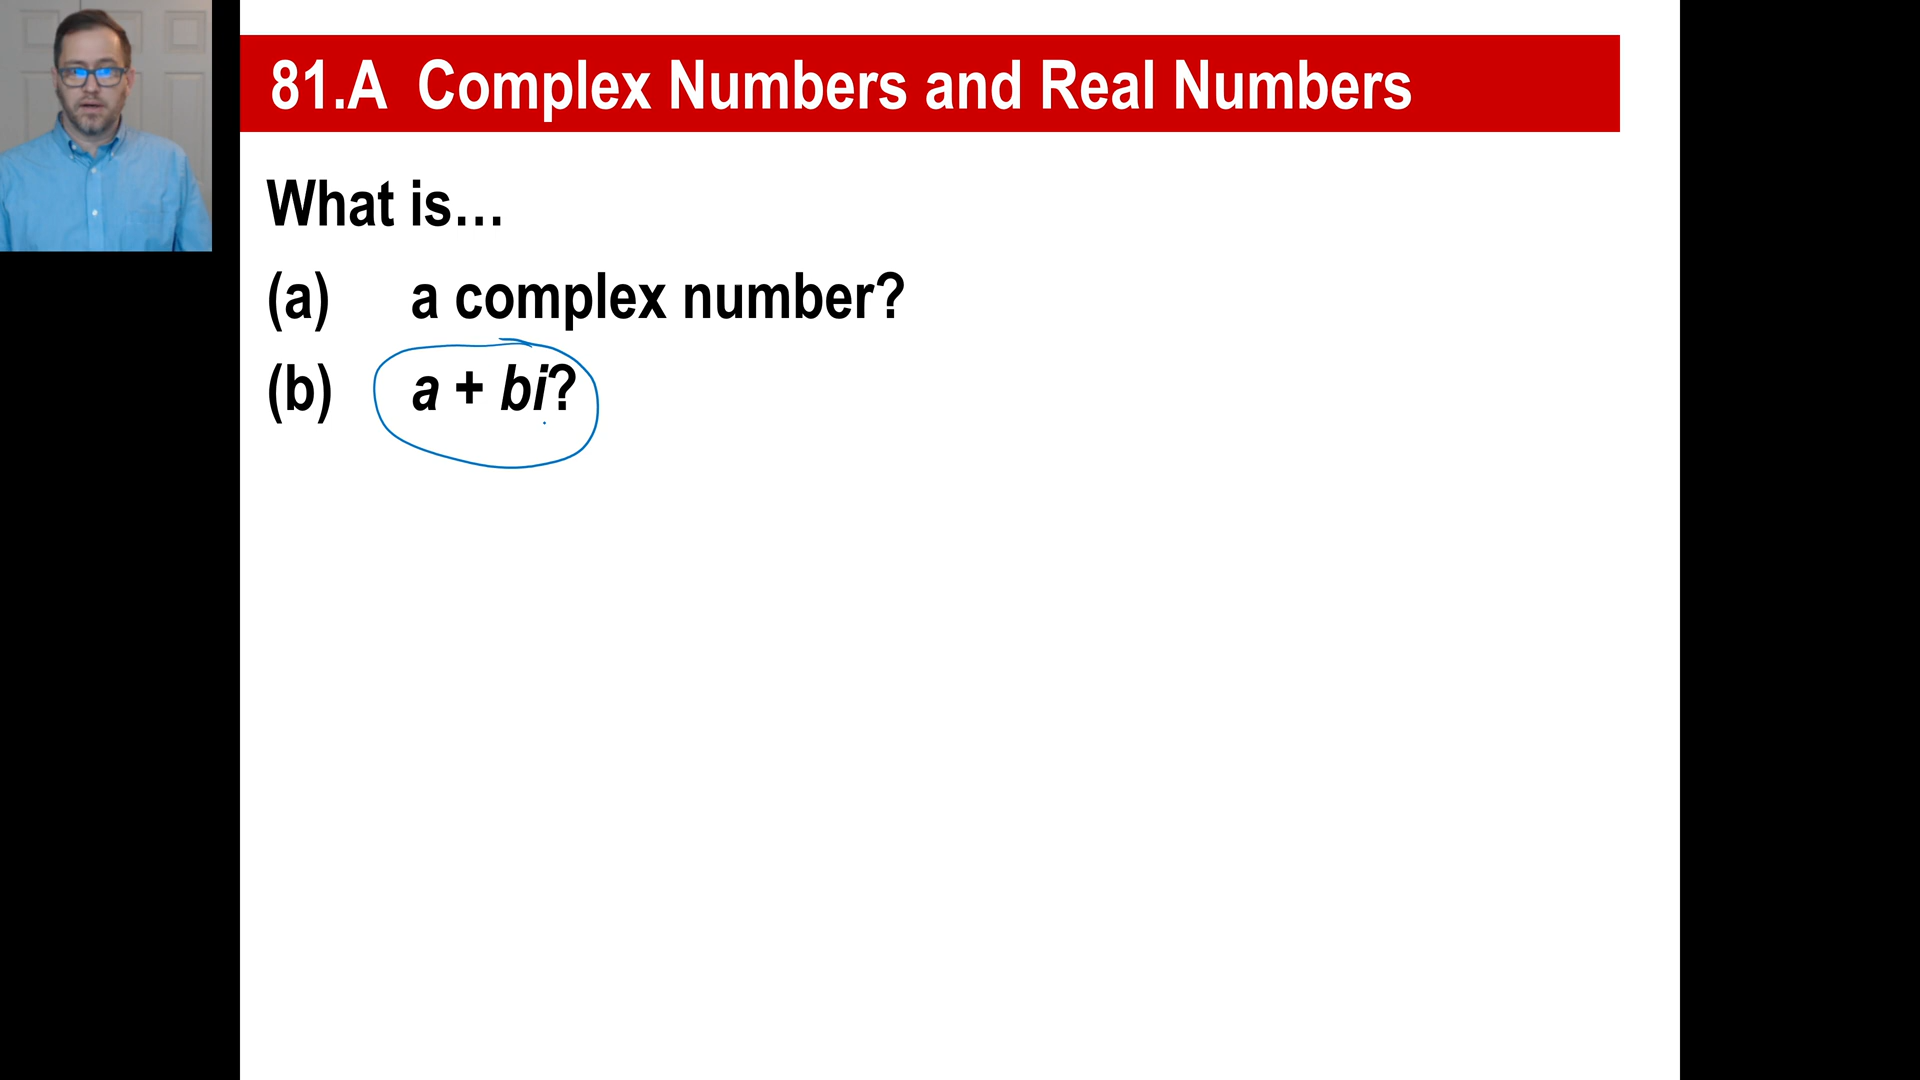 81.A Complex Numbers and Real Numbers
What is…
(a) a complex number?
(b) a + bi?